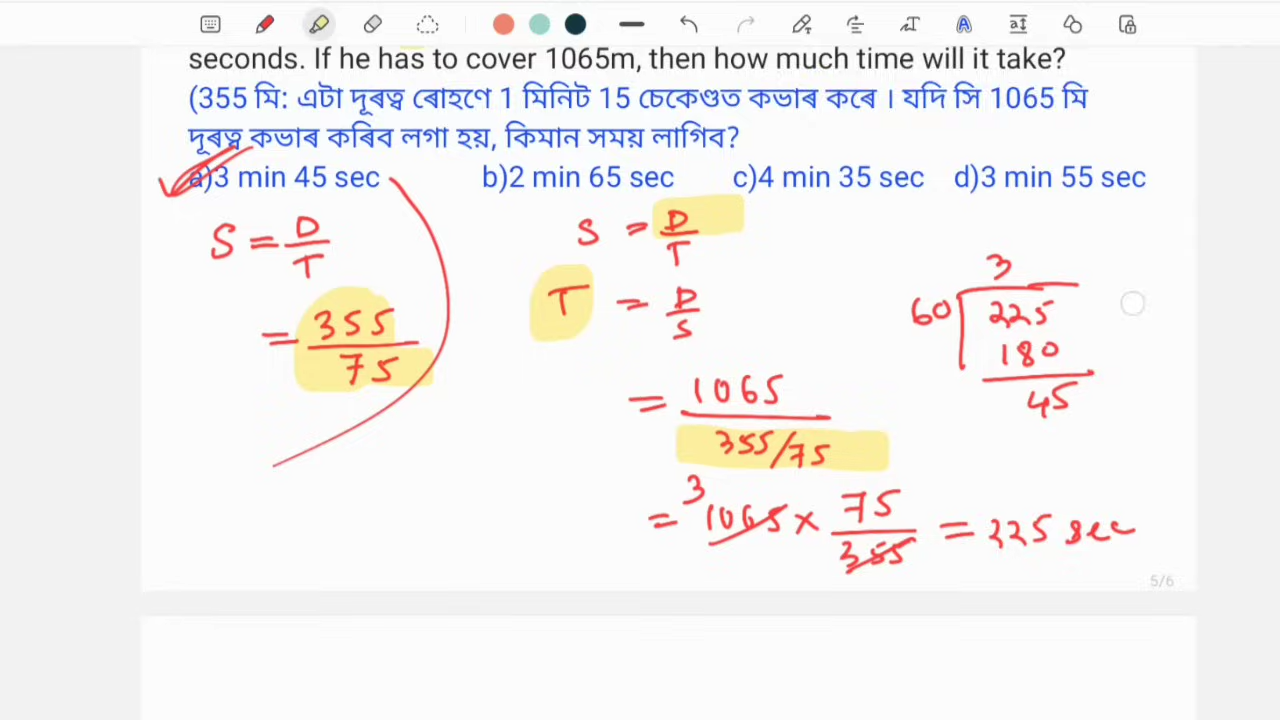 seconds. If he has to cover 1065m, then how much time will it take?
(355 মি: এটা দূৰত্ব ৰোহণে 1 মিনিট 15 চেকেণ্ডত কভাৰ কৰে । যদি সি 1065 মি
দূৰত্ব কভাৰ কৰিব লগা হয়, কিমান সময় লাগিব?
a)3 min 45 sec b)2 min 65 sec c)4 min 35 sec d)3 min 55 sec
S = D/T
= 355/75
S = D/T
T = D/S
= 1065 / 355/75
= 3 1065 × 75/355 = 225 sec
3
60 225
180
45
5/6